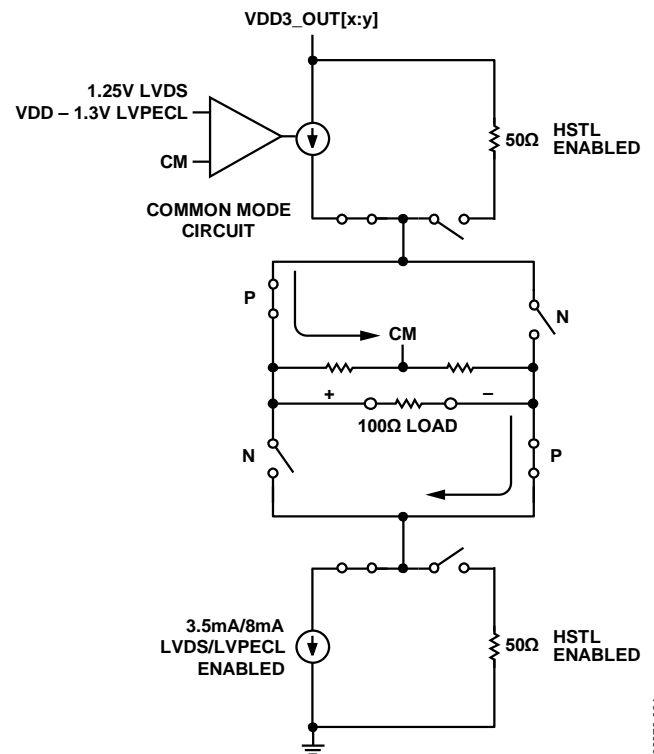 VDD3_OUT[x:y]
1.25V LVDS
VDD – 1.3V LVPECL
CM
COMMON MODE
CIRCUIT
50Ω
HSTL
ENABLED
P
N
CM
+
–
100Ω LOAD
N
P
3.5mA/8mA
LVDS/LVPECL
ENABLED
50Ω
HSTL
ENABLED